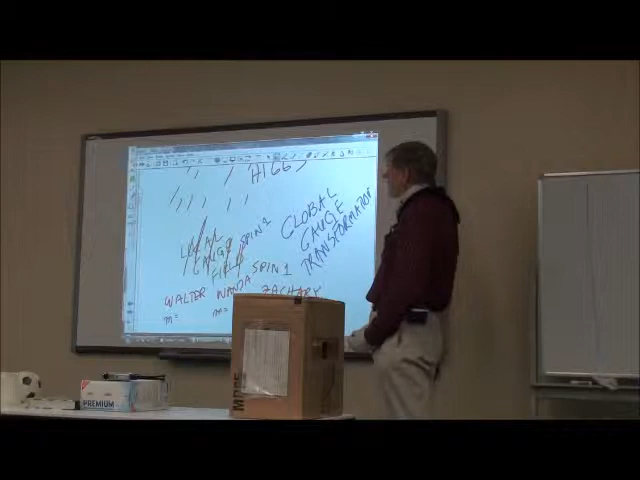 HIGGS
GLOBAL
GAUGE
TRANSFORMATION
LOCAL
GAUGE SPIN 1
FIELD SPIN 1
WALTER WANDA ZACHARY
m= m=
PREMIUM